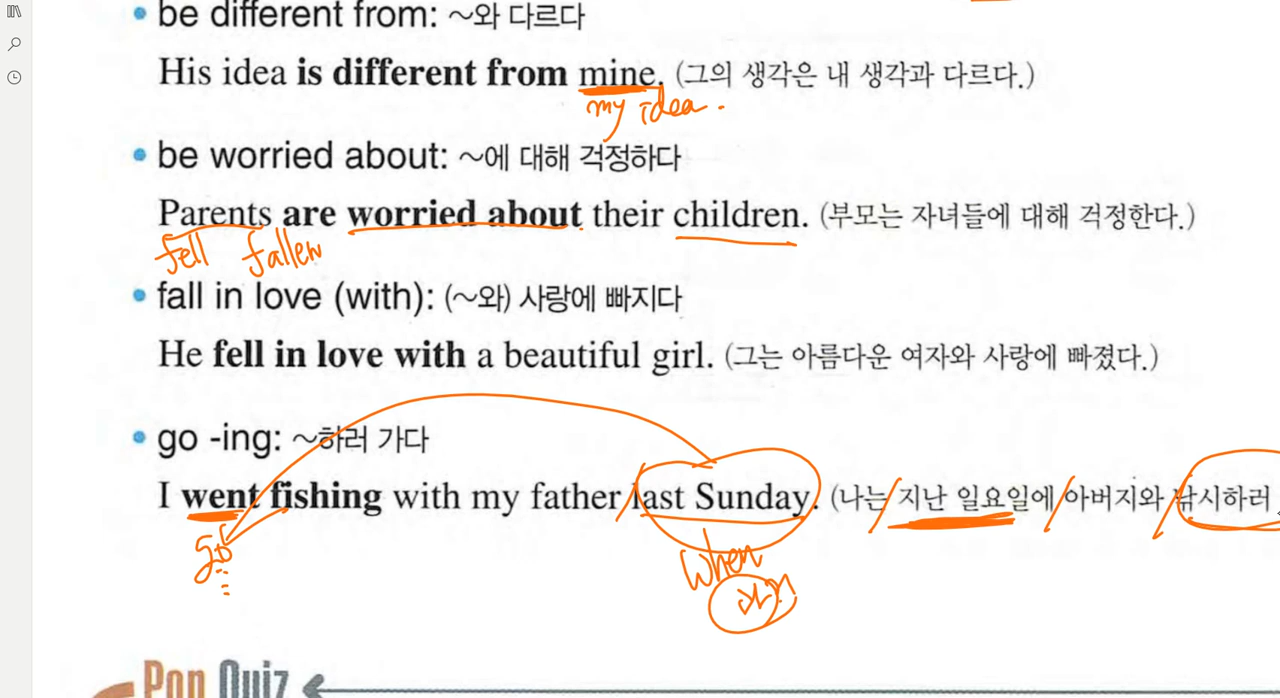 • be different from: ~와 다르다
His idea is different from mine. (그의 생각은 내 생각과 다르다.)
my idea.
• be worried about: ~에 대해 걱정하다
Parents are worried about their children. (부모는 자녀들에 대해 걱정한다.)
fell fallen
• fall in love (with): (~와) 사랑에 빠지다
He fell in love with a beautiful girl. (그는 아름다운 여자와 사랑에 빠졌다.)
• go -ing: ~하러 가다
I went fishing with my father last Sunday. (나는 지난 일요일에 아버지와 낚시하러
go
when
Pop Quiz